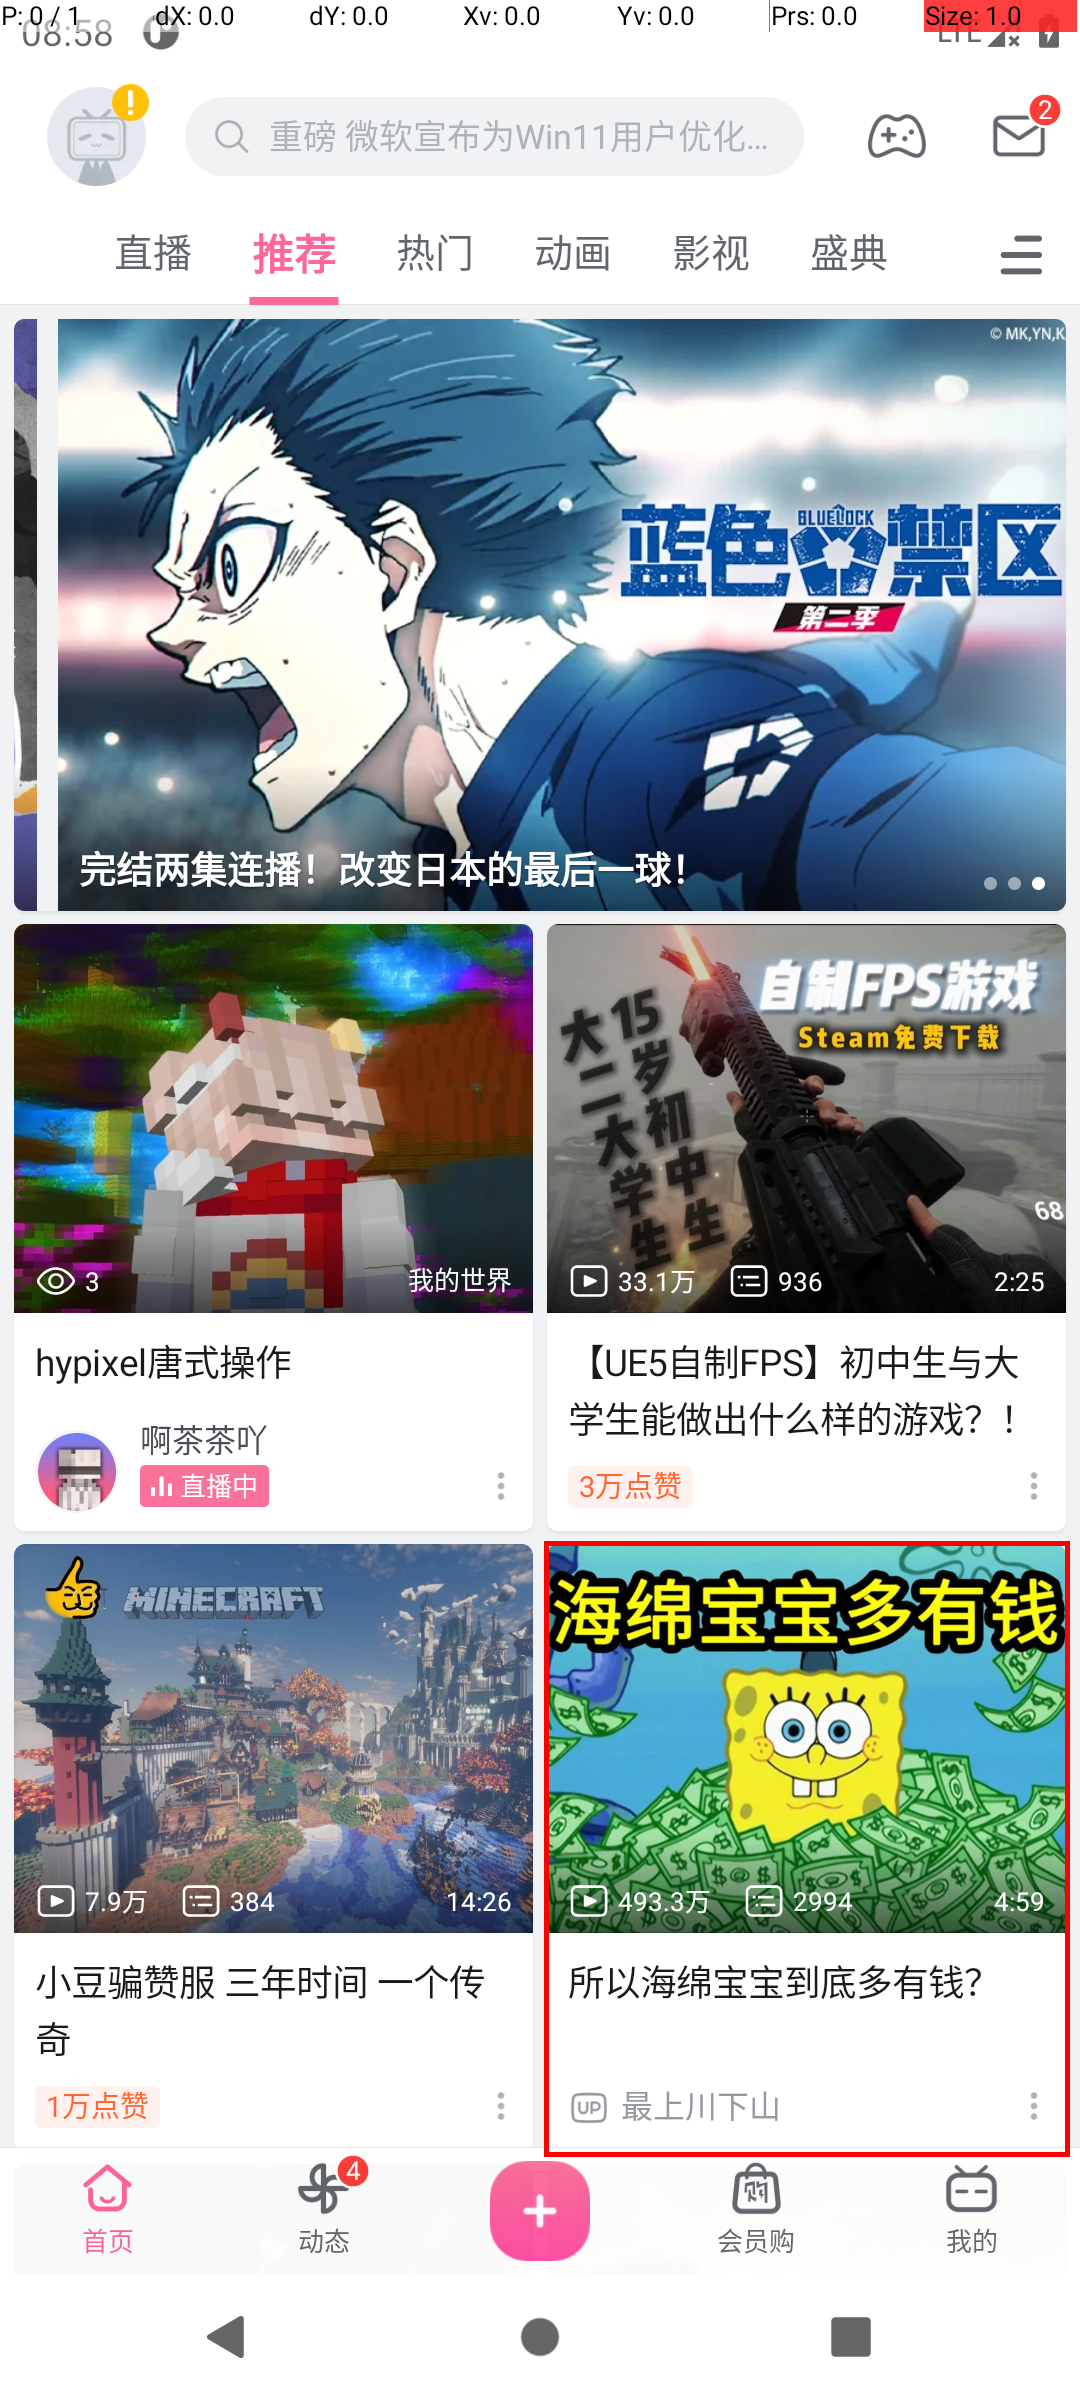 P: 0 / 1
dX: 0.0
dY: 0.0
Xv: 0.0
Yv: 0.0
Prs: 0.0
Size: 1.0
08:58
LTE
重磅 微软宣布为Win11用户优化...
2
直播
推荐
热门
动画
影视
盛典
© MK,YN,K
蓝色禁区
BLUELOCK
第二季
完结两集连播！改变日本的最后一球！
3
我的世界
hypixel唐式操作
啊茶茶吖
直播中
自制FPS游戏
Steam免费下载
15岁初中生
大二大学生
68
33.1万
936
2:25
【UE5自制FPS】初中生与大
学生能做出什么样的游戏？！
3万点赞
MINECRAFT
7.9万
384
14:26
小豆骗赞服 三年时间 一个传
奇
1万点赞
海绵宝宝多有钱
493.3万
2994
4:59
所以海绵宝宝到底多有钱？
UP
最上川下山
首页
4
动态
购
会员购
我的